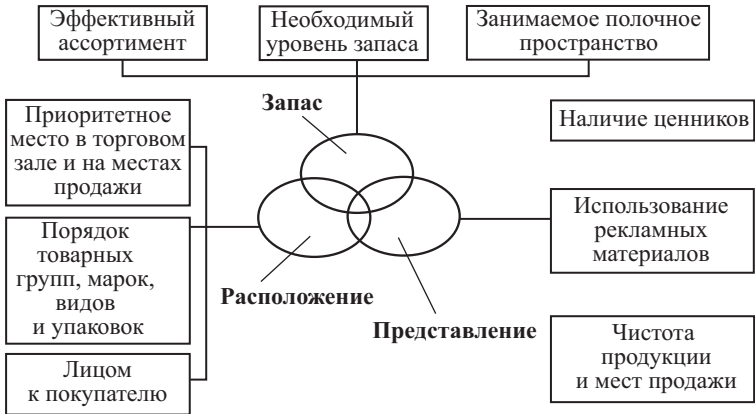 Эффективный
ассортимент
Необходимый
уровень запаса
Занимаемое полочное
пространство
Запас
Приоритетное
место в торговом
зале и на местах
продажи
Наличие ценников
Порядок
товарных
групп, марок,
видов
и упаковок
Использование
рекламных
материалов
Расположение
Представление
Лицом
к покупателю
Чистота
продукции
и мест продажи